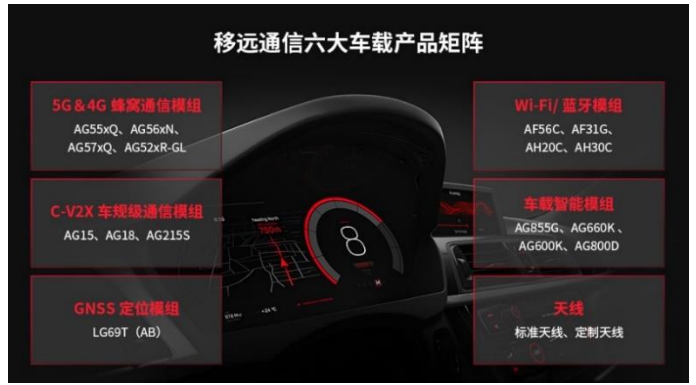 移远通信六大车载产品矩阵
5G&4G 蜂窝通信模组
AG55xQ、AG56xN、
AG57xQ、AG52xR-GL
C-V2X 车规级通信模组
AG15、AG18、AG215S
GNSS 定位模组
LG69T（AB）
Wi-Fi/ 蓝牙模组
AF56C、AF31G、
AH20C、AH30C
车载智能模组
AG855G、AG660K、
AG600K、AG800D
天线
标准天线、定制天线
Heading North
750m
8